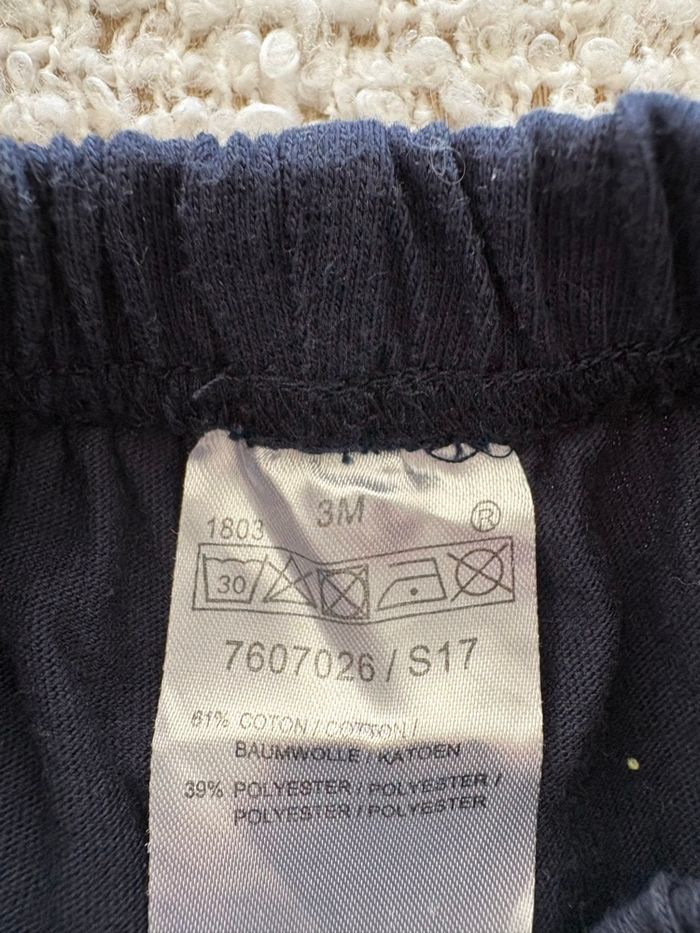 3M
1803 ®
30
7607026 / S17
61% COTON / COTTON /
BAUMWOLLE / KATOEN
39% POLYESTER / POLYESTER /
POLYESTER / POLYESTER